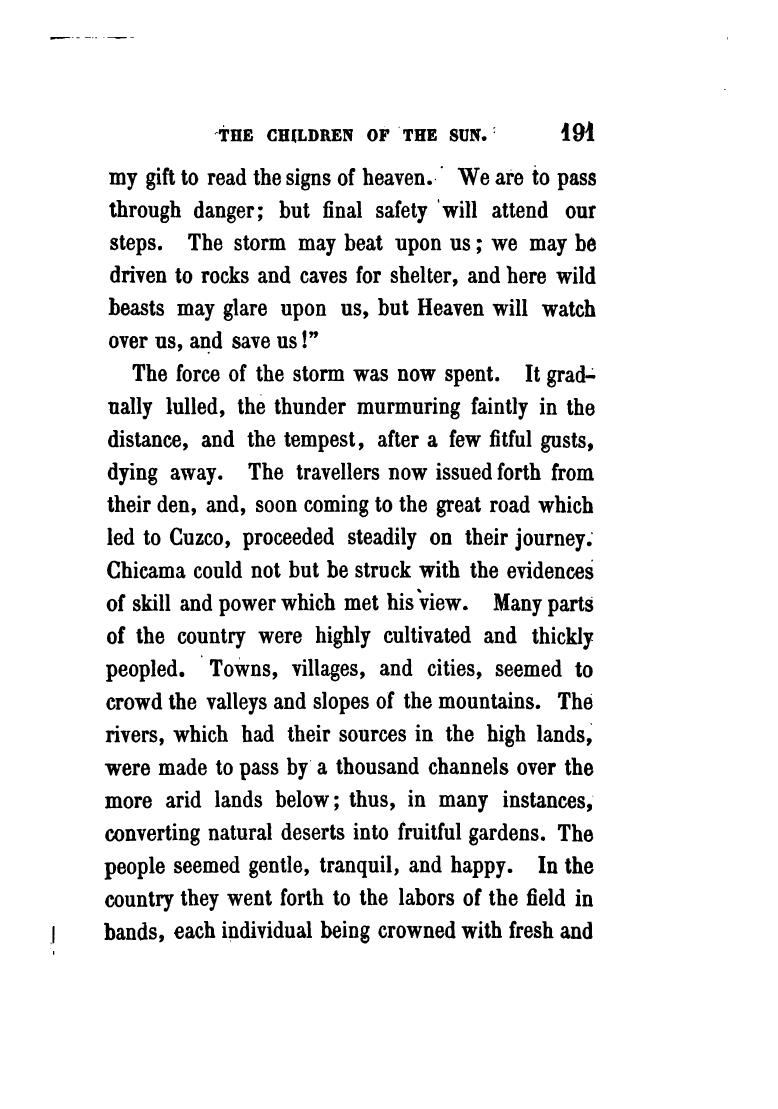 THE CHILDREN OF THE SUN. 191
my gift to read the signs of heaven. We are to pass
through danger; but final safety will attend our
steps. The storm may beat upon us; we may be
driven to rocks and caves for shelter, and here wild
beasts may glare upon us, but Heaven will watch
over us, and save us!"
The force of the storm was now spent. It grad-
ually lulled, the thunder murmuring faintly in the
distance, and the tempest, after a few fitful gusts,
dying away. The travellers now issued forth from
their den, and, soon coming to the great road which
led to Cuzco, proceeded steadily on their journey.
Chicama could not but be struck with the evidences
of skill and power which met his view. Many parts
of the country were highly cultivated and thickly
peopled. Towns, villages, and cities, seemed to
crowd the valleys and slopes of the mountains. The
rivers, which had their sources in the high lands,
were made to pass by a thousand channels over the
more arid lands below; thus, in many instances,
converting natural deserts into fruitful gardens. The
people seemed gentle, tranquil, and happy. In the
country they went forth to the labors of the field in
bands, each individual being crowned with fresh and